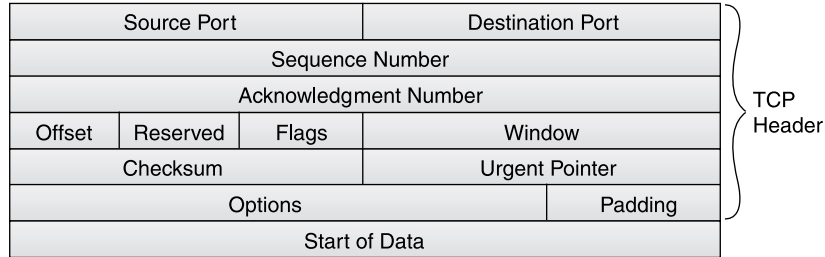 Source Port Destination Port
Sequence Number
Acknowledgment Number
Offset Reserved Flags Window
Checksum Urgent Pointer
Options Padding
Start of Data
TCP
Header